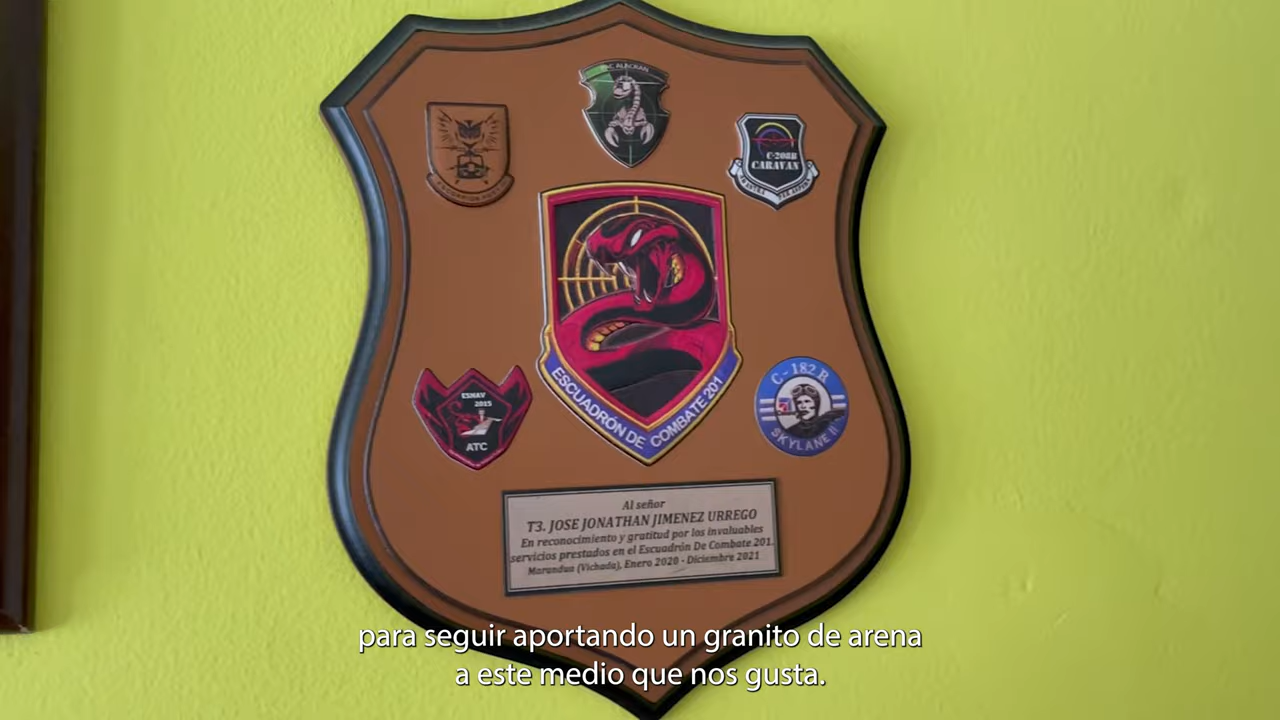 AC ALACRAN
C-208B
CARAVAN
ESCUADRÓN DE COMBATE 201
ESNAV
2015
ATC
C-182 R
SKYLANE II
Al señor
T3. JOSE JONATHAN JIMENEZ URREGO
En reconocimiento y gratitud por los invaluables
servicios prestados en el Escuadrón De Combate 201.
Marandua (Vichada), Enero 2020 - Diciembre 2021
para seguir aportando un granito de arena
a este medio que nos gusta.